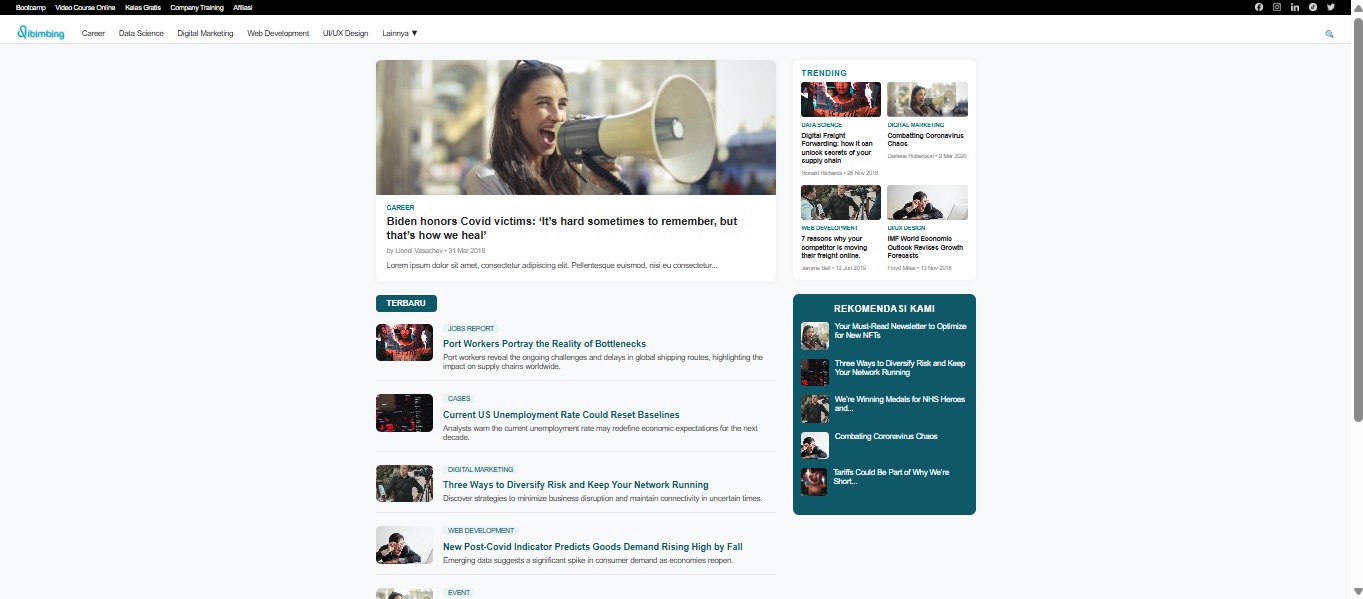 Bootcamp Video Course Online Kelas Gratis Company Training Afiliasi
dibimbing Career Data Science Digital Marketing Web Development UI/UX Design Lainnya ▼
CAREER
Biden honors Covid victims: ‘It’s hard sometimes to remember, but
that’s how we heal’
by Lionel Vasachev • 31 Mar 2018
Lorem ipsum dolor sit amet, consectetur adipiscing elit. Pellentesque euismod, nisi eu consectetur...
TERBARU
JOBS REPORT
Port Workers Portray the Reality of Bottlenecks
Port workers reveal the ongoing challenges and delays in global shipping routes, highlighting the
impact on supply chains worldwide.
CASES
Current US Unemployment Rate Could Reset Baselines
Analysts warn the current unemployment rate may redefine economic expectations for the next
decade.
DIGITAL MARKETING
Three Ways to Diversify Risk and Keep Your Network Running
Discover strategies to minimize business disruption and maintain connectivity in uncertain times.
WEB DEVELOPMENT
New Post-Covid Indicator Predicts Goods Demand Rising High by Fall
Emerging data suggests a significant spike in consumer demand as economies reopen.
EVENT
TRENDING
DATA SCIENCE
Digital Freight
Forwarding: how it can
unlock secrets of your
supply chain
Ronald Richards • 28 Nov 2018
DIGITAL MARKETING
Combatting Coronavirus
Chaos
Darlene Robertson • 9 Mar 2020
WEB DEVELOPMENT
7 reasons why your
competitor is moving
their freight online.
Jerome Bell • 12 Jun 2019
UI/UX DESIGN
IMF World Economic
Outlook Revises Growth
Forecasts
Floyd Miles • 13 Nov 2018
REKOMENDASI KAMI
Your Must-Read Newsletter to Optimize
for New NFTs
Three Ways to Diversify Risk and Keep
Your Network Running
We’re Winning Medals for NHS Heroes
and...
Combating Coronavirus Chaos
Tariffs Could Be Part of Why We’re
Short...